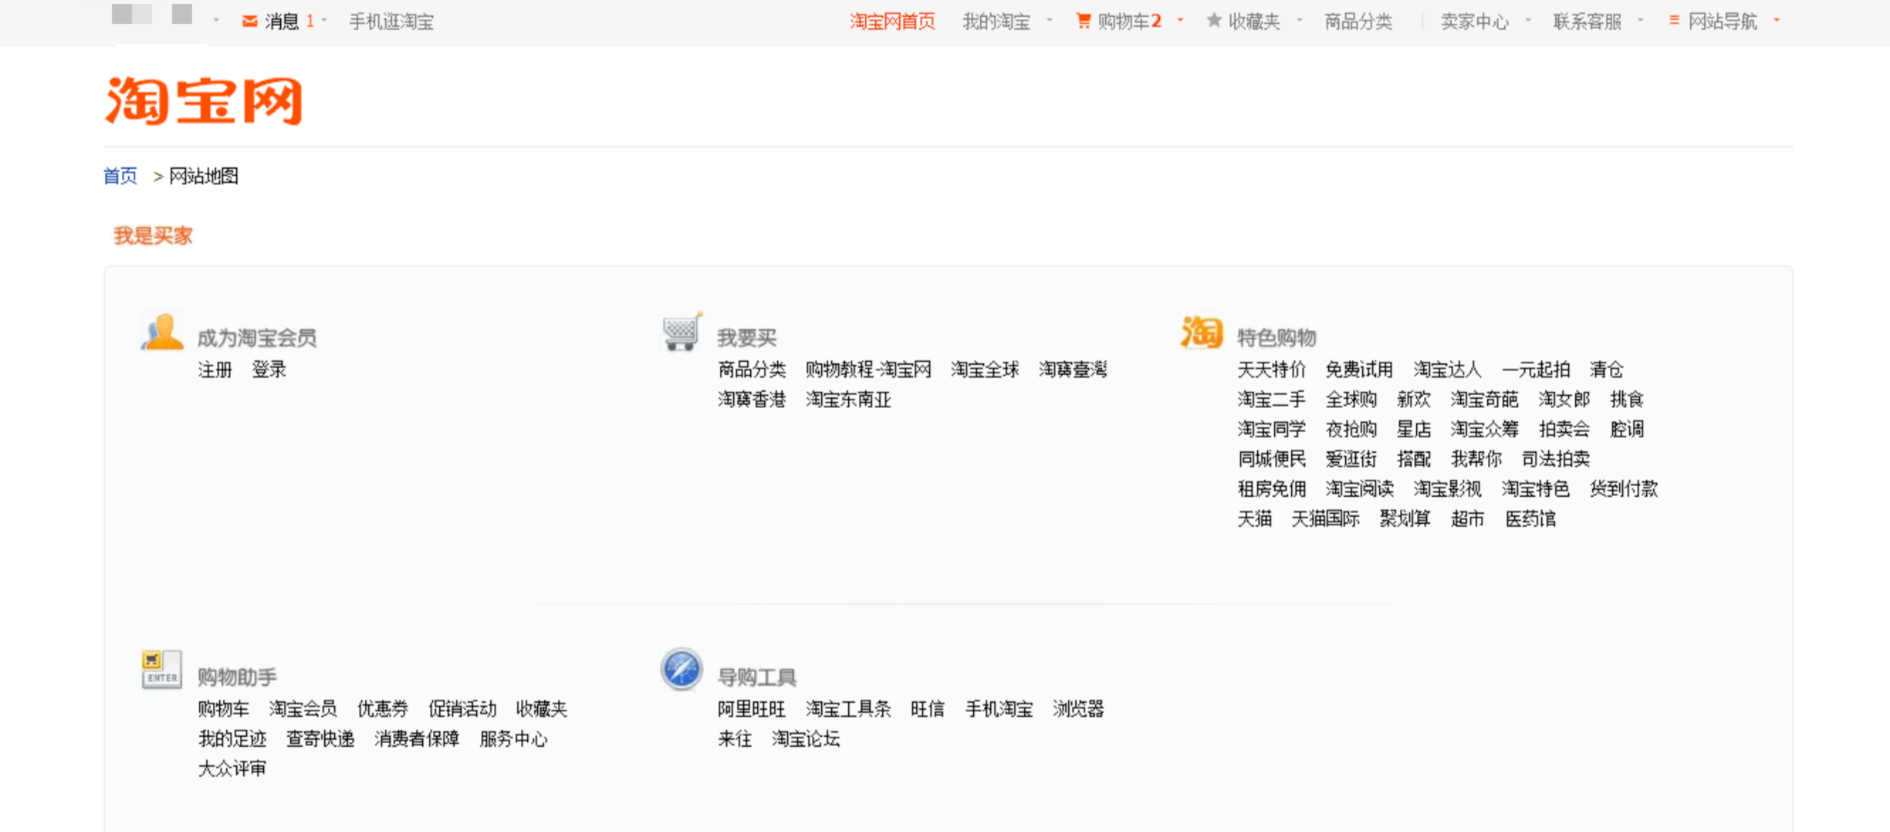 消息 1 手机逛淘宝 淘宝网首页 我的淘宝 购物车2 收藏夹 商品分类 卖家中心 联系客服 网站导航
淘宝网
首页 > 网站地图
我是买家
成为淘宝会员
注册 登录
我要买
商品分类 购物教程-淘宝网 淘宝全球 淘寶臺灣
淘寶香港 淘宝东南亚
淘
特色购物
天天特价 免费试用 淘宝达人 一元起拍 清仓
淘宝二手 全球购 新欢 淘宝奇葩 淘女郎 挑食
淘宝同学 夜抢购 星店 淘宝众筹 拍卖会 腔调
同城便民 爱逛街 搭配 我帮你 司法拍卖
租房免佣 淘宝阅读 淘宝影视 淘宝特色 货到付款
天猫 天猫国际 聚划算 超市 医药馆
ENTER
购物助手
购物车 淘宝会员 优惠券 促销活动 收藏夹
我的足迹 查寄快递 消费者保障 服务中心
大众评审
导购工具
阿里旺旺 淘宝工具条 旺信 手机淘宝 浏览器
来往 淘宝论坛